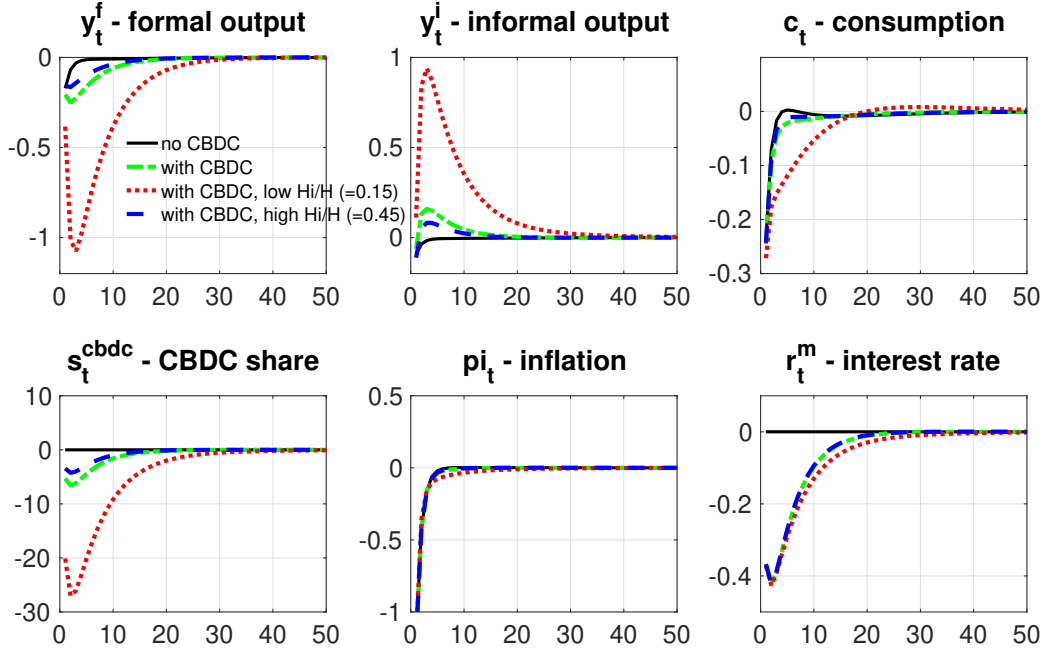 y_t^f - formal output
0
-0.5
-1
0 10 20 30 40 50
no CBDC
with CBDC
with CBDC, low Hi/H (=0.15)
with CBDC, high Hi/H (=0.45)
y_t^i - informal output
1
0.5
0
0 10 20 30 40 50
c_t - consumption
0
-0.1
-0.2
-0.3
0 10 20 30 40 50
s_t^cbdc - CBDC share
10
0
-10
-20
-30
0 10 20 30 40 50
pi_t - inflation
0.5
0
-0.5
-1
0 10 20 30 40 50
r_t^m - interest rate
0
-0.2
-0.4
0 10 20 30 40 50